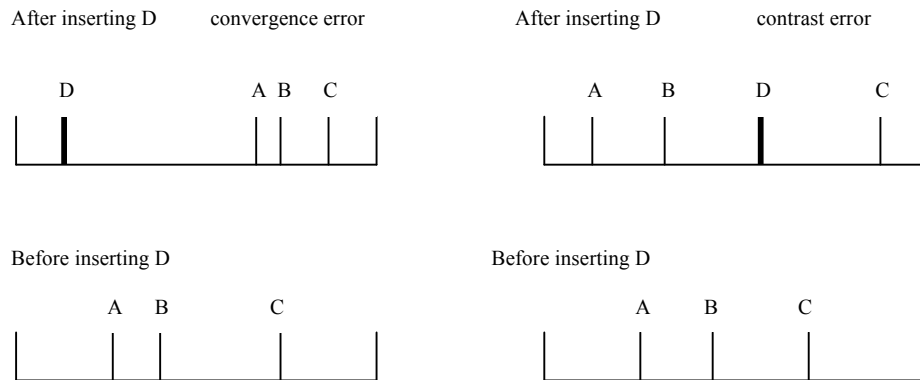 After inserting D convergence error
D A B C
Before inserting D
A B C
After inserting D contrast error
A B D C
Before inserting D
A B C